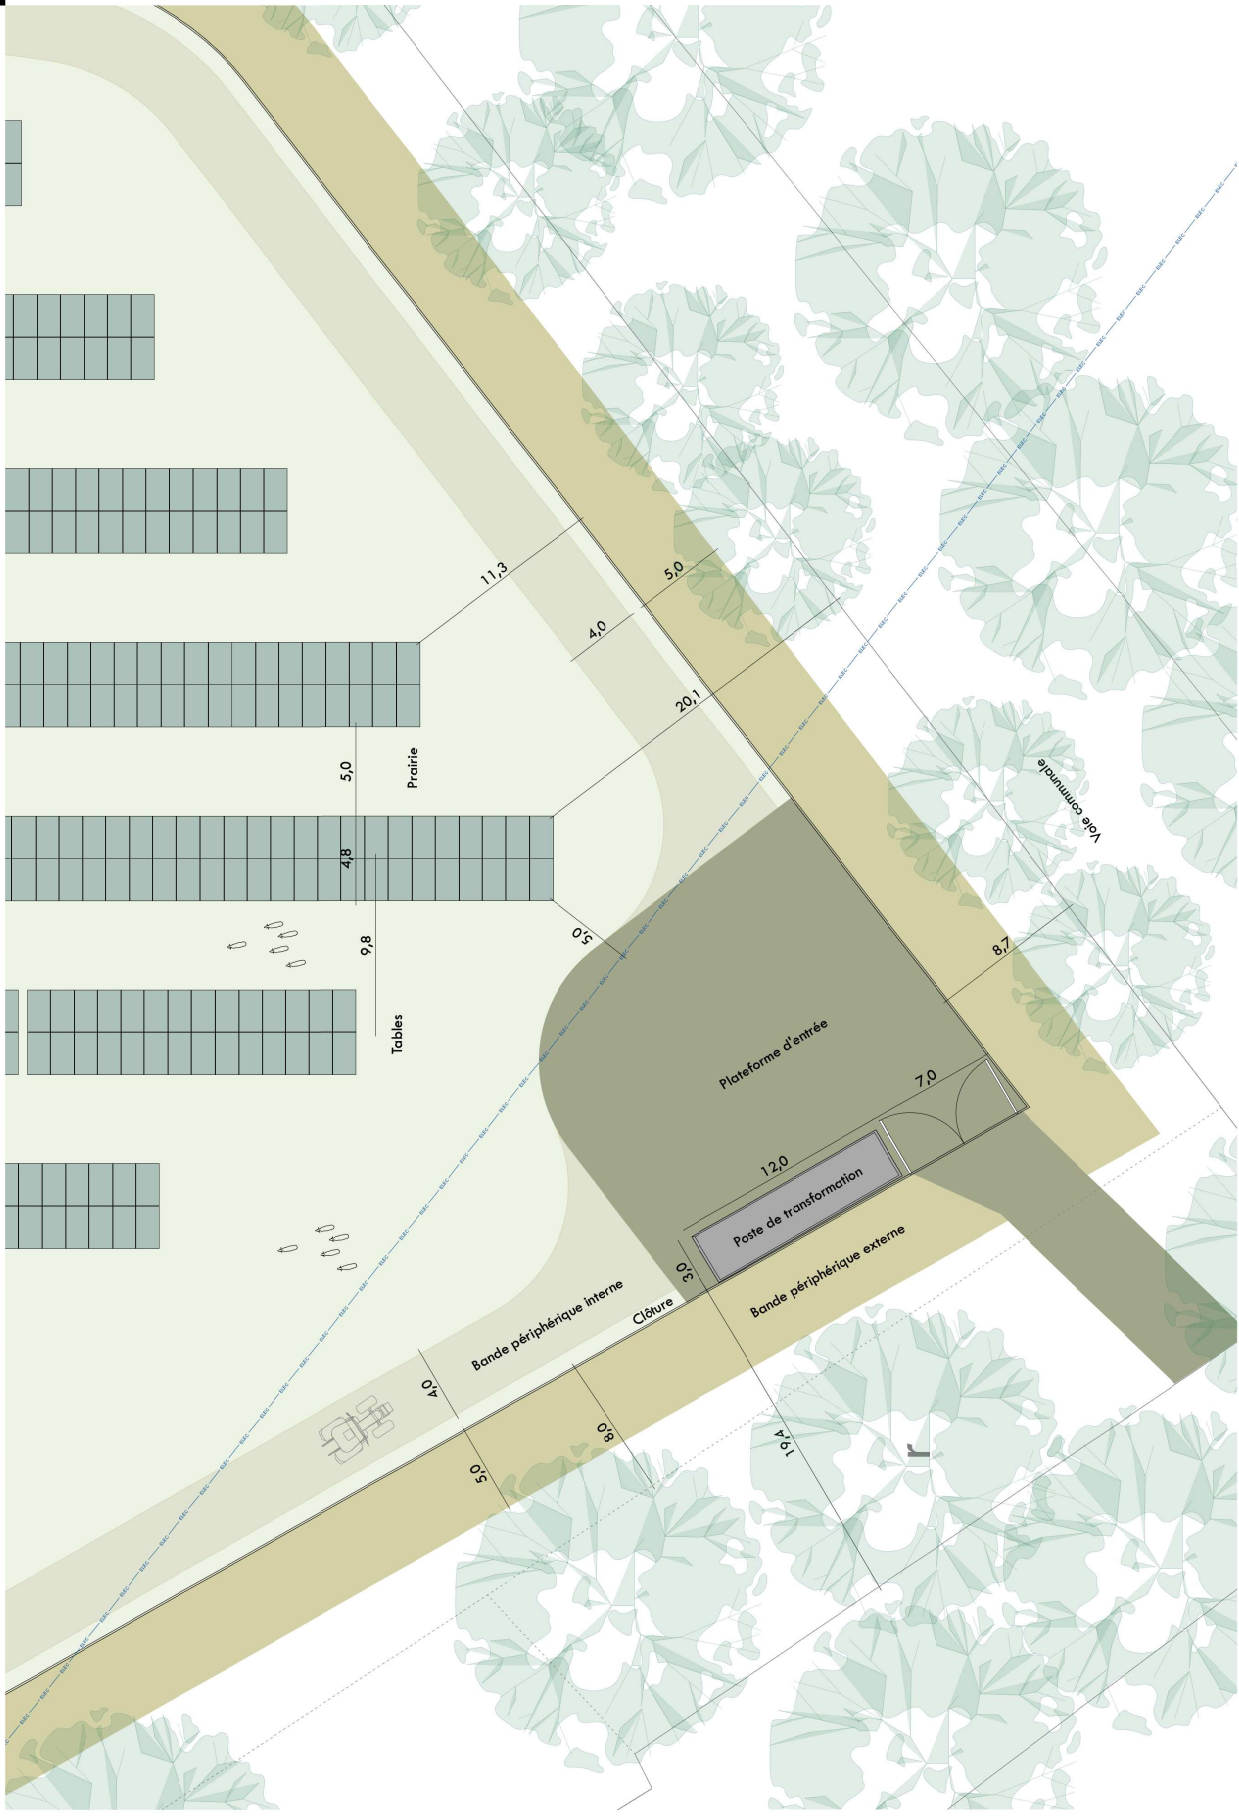 11,3
5,0
4,0
20,1
5,0
Prairie
4,8
Voie communale
5,0
9,8
8,7
Tables
Plateforme d'entrée
7,0
12,0
Poste de transformation
3,0
Bande périphérique externe
Bande périphérique interne
Clôture
4,0
8,0
19,4
r
5,0